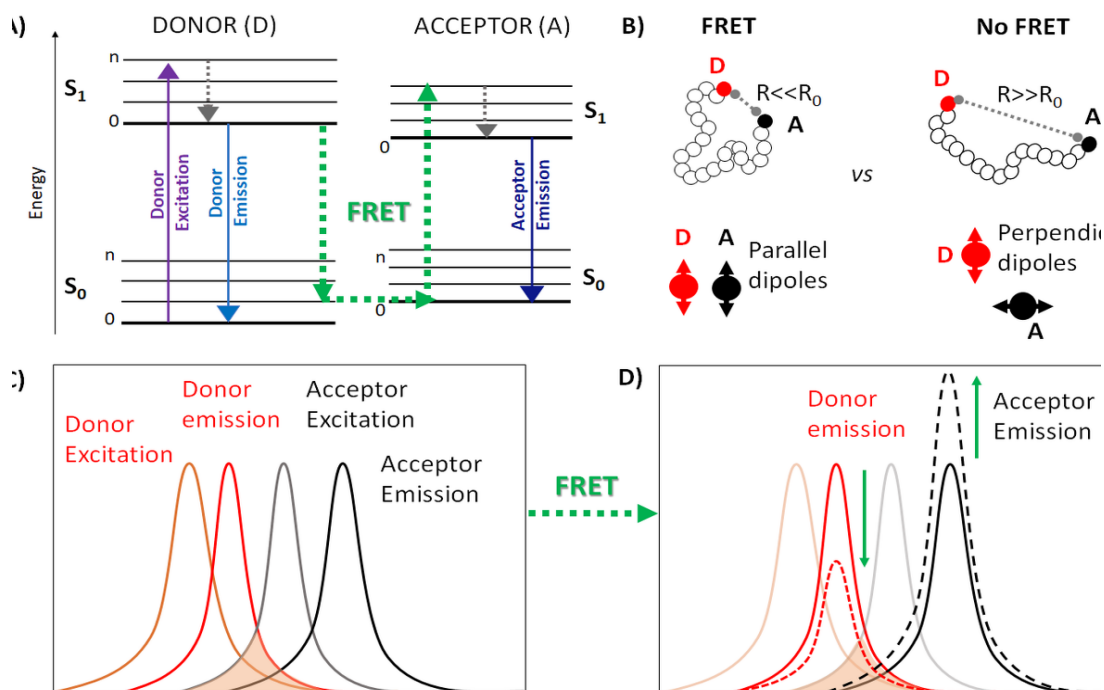 A)
DONOR (D)
ACCEPTOR (A)
Energy
n
S1
0
Donor
Excitation
Donor
Emission
n
S0
0
FRET
n
S1
0
Acceptor
Emission
n
S0
0
B)
FRET
No FRET
D
R<<R0
A
vs
D
R>>R0
A
D
A
Parallel
dipoles
D
Perpendic
dipoles
A
C)
Donor
Excitation
Donor
emission
Acceptor
Excitation
Acceptor
Emission
FRET
D)
Donor
emission
Acceptor
Emission